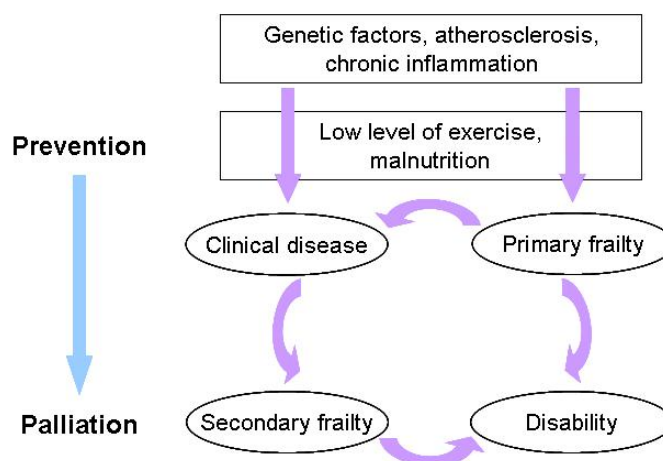 Genetic factors, atherosclerosis,
chronic inflammation
Low level of exercise,
malnutrition
Prevention
Clinical disease
Primary frailty
Palliation
Secondary frailty
Disability